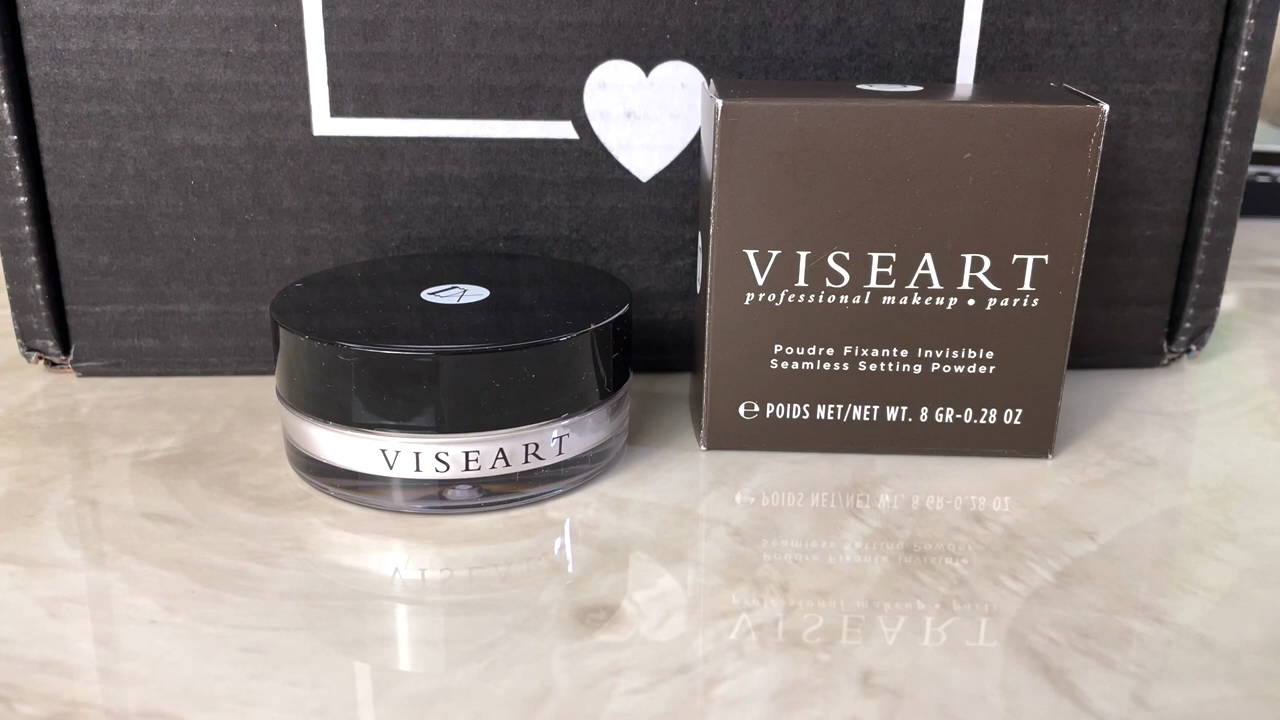 VISEART
VISEART
professional makeup • paris
Poudre Fixante Invisible
Seamless Setting Powder
℮ POIDS NET/NET WT. 8 GR-0.28 OZ